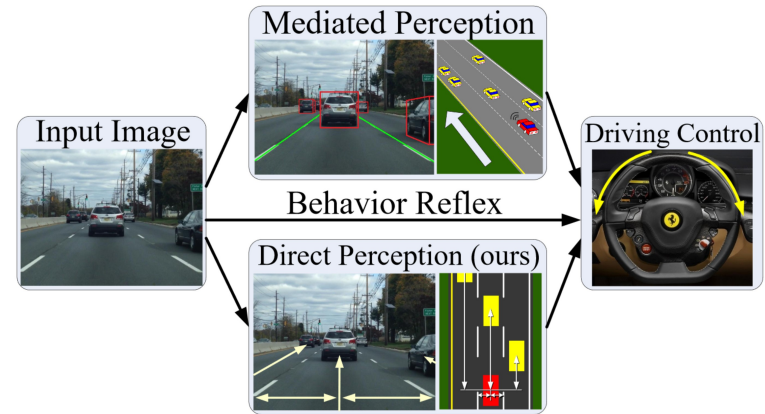 Mediated Perception
Input Image
Driving Control
Behavior Reflex
Direct Perception (ours)